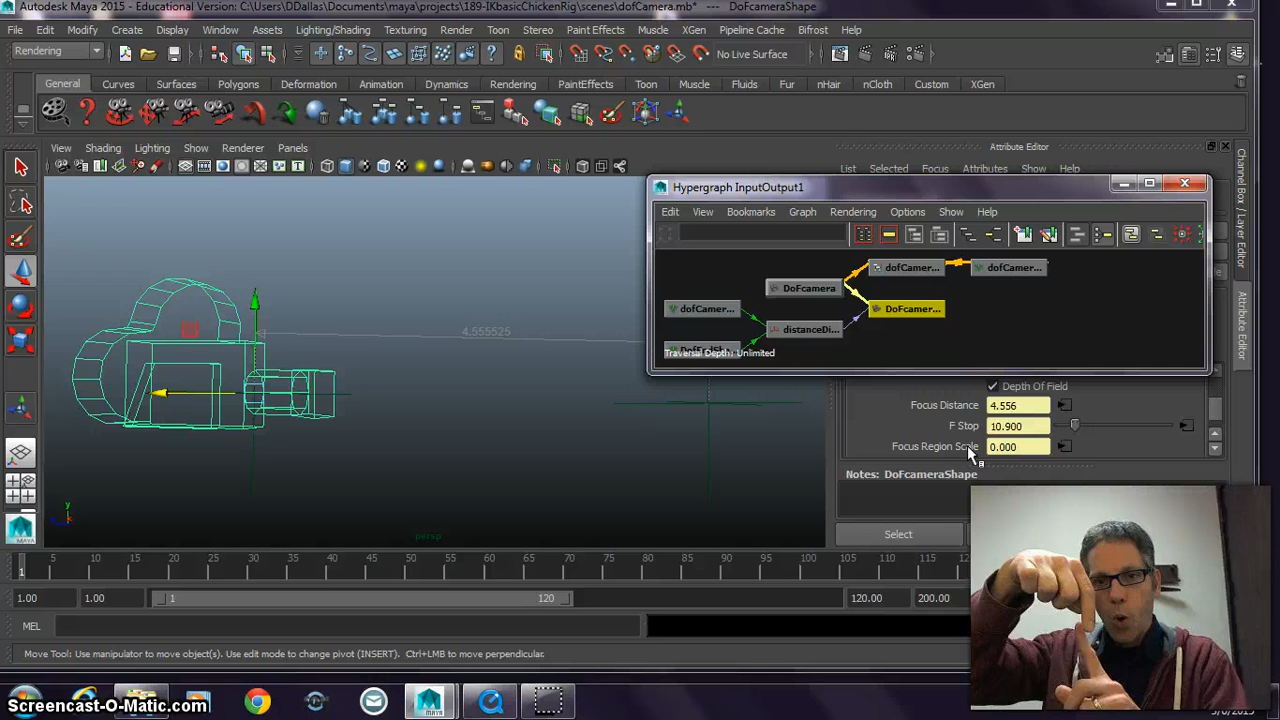 Autodesk Maya 2015 - Educational Version: C:\Users\DDallas\Documents\maya\projects\189-IKbasicChickenRig\scenes\dofCamera.mb* --- DoFcameraShape
File Edit Modify Create Display Window Assets Lighting/Shading Texturing Render Toon Stereo Paint Effects Muscle XGen Pipeline Cache Bifrost Help
Rendering No Live Surface
General Curves Surfaces Polygons Deformation Animation Dynamics Rendering PaintEffects Toon Muscle Fluids Fur nHair nCloth Custom XGen
View Shading Lighting Show Renderer Panels
Attribute Editor
List Selected Focus Attributes Show Help
Hypergraph InputOutput1
Edit View Bookmarks Graph Rendering Options Show Help
dofCamer... dofCamer...
DoFcamera
dofCamer... DoFcamer...
distanceDi...
Traversal Depth: Unlimited
4.555525
Depth Of Field
Focus Distance 4.556
F Stop 10.900
Focus Region Scale 0.000
Notes: DoFcameraShape
Select
y
persp
Channel Box / Layer Editor
Attribute Editor
5 10 15 20 25 30 35 40 45 50 55 60 65 70 75 80 85 90 95 100 105 110 115
1
1.00 1.00 1 120 120.00 200.00
MEL
Move Tool: Use manipulator to move object(s). Use edit mode to change pivot (INSERT). Ctrl+LMB to move perpendicular.
Screencast-O-Matic.com